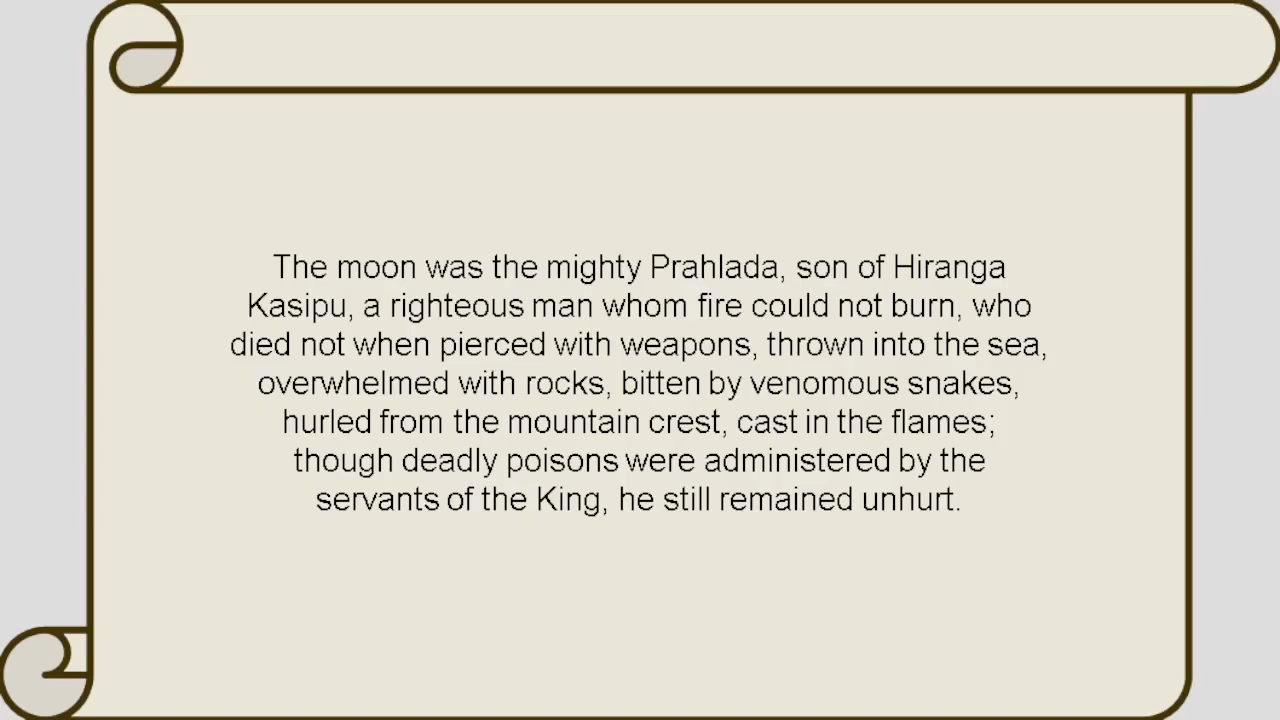 The moon was the mighty Prahlada, son of Hiranga
Kasipu, a righteous man whom fire could not burn, who
died not when pierced with weapons, thrown into the sea,
overwhelmed with rocks, bitten by venomous snakes,
hurled from the mountain crest, cast in the flames;
though deadly poisons were administered by the
servants of the King, he still remained unhurt.